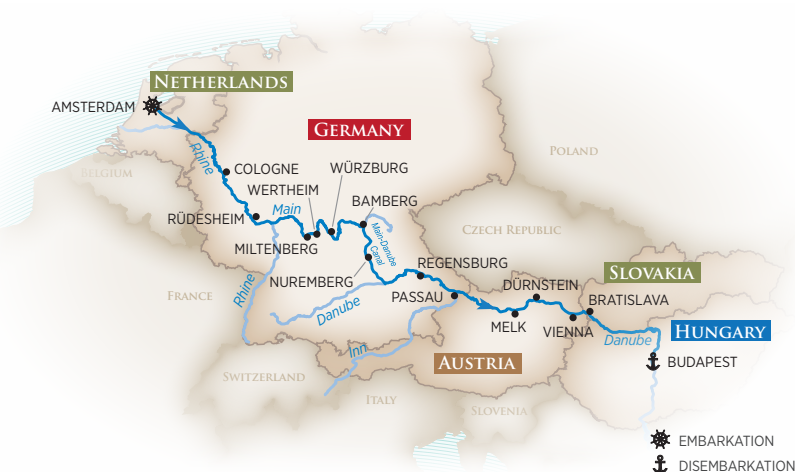 NETHERLANDS
AMSTERDAM
GERMANY
Rhine
POLAND
BELGIUM
COLOGNE
WÜRZBURG
WERTHEIM
BAMBERG
Main
RÜDESHEIM
MILTENBERG
CZECH REPUBLIC
Main-Danube
Canal
NUREMBERG
REGENSBURG
SLOVAKIA
FRANCE
Rhine
Danube
PASSAU
DÜRNSTEIN
BRATISLAVA
MELK
VIENNA
HUNGARY
Danube
Inn
AUSTRIA
BUDAPEST
SWITZERLAND
ITALY
SLOVENIA
EMBARKATION
DISEMBARKATION